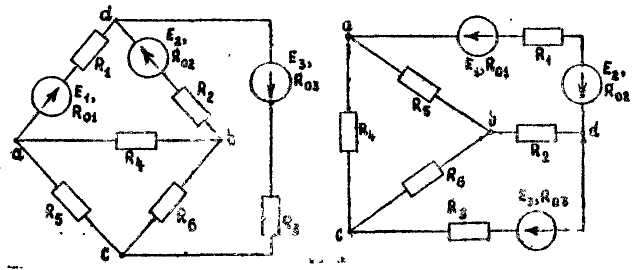 d
E₂,
R₀₂
R₁
E₃,
R₀₃
E₁,
R₀₁
R₂
a
b
R₄
R₅
R₆
R₃
c
a
E₁, R₀₁
R₁
E₂,
R₀₂
R₅
R₄
b
d
R₂
R₆
E₃, R₀₃
R₃
c